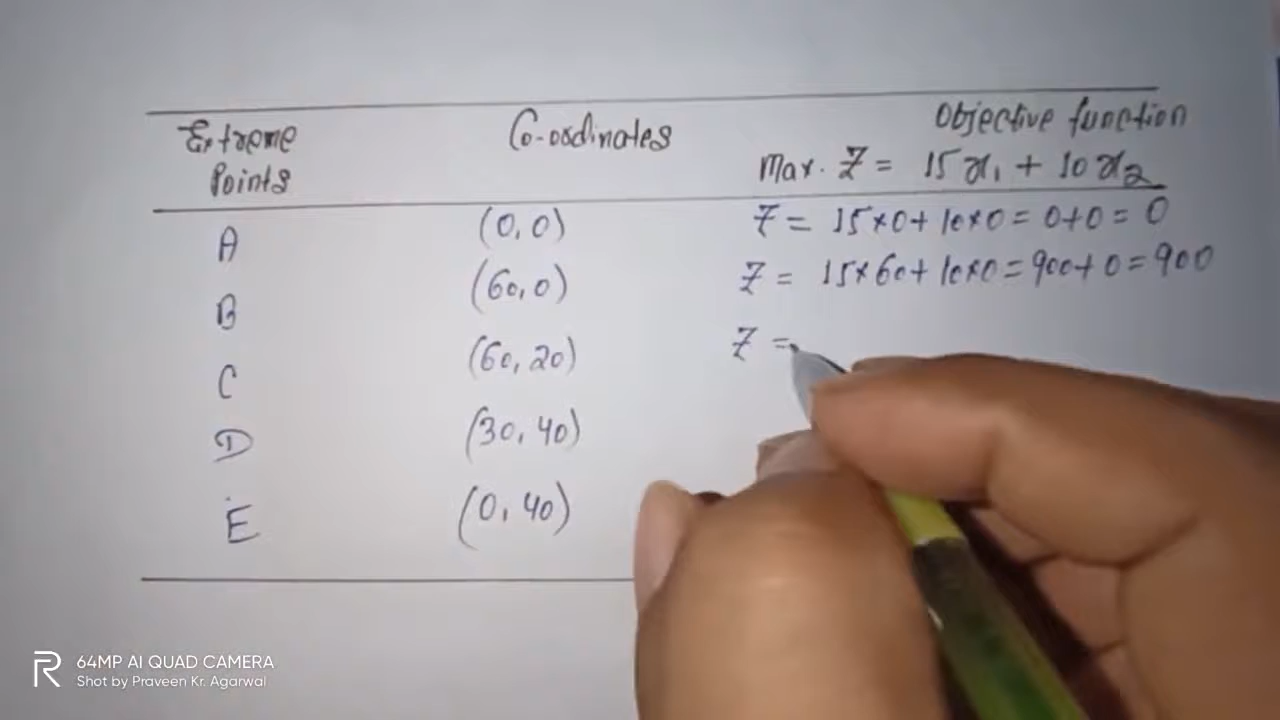 Extreme Points
Co-ordinates
Objective function
Max. Z = 15x₁ + 10x₂
A (0,0) Z = 15×0+10×0 = 0+0 = 0
B (60,0) Z = 15×60+10×0 = 900+0 = 900
C (60,20) Z =
D (30,40)
E (0,40)
64MP AI QUAD CAMERA
Shot by Praveen Kr. Agarwal